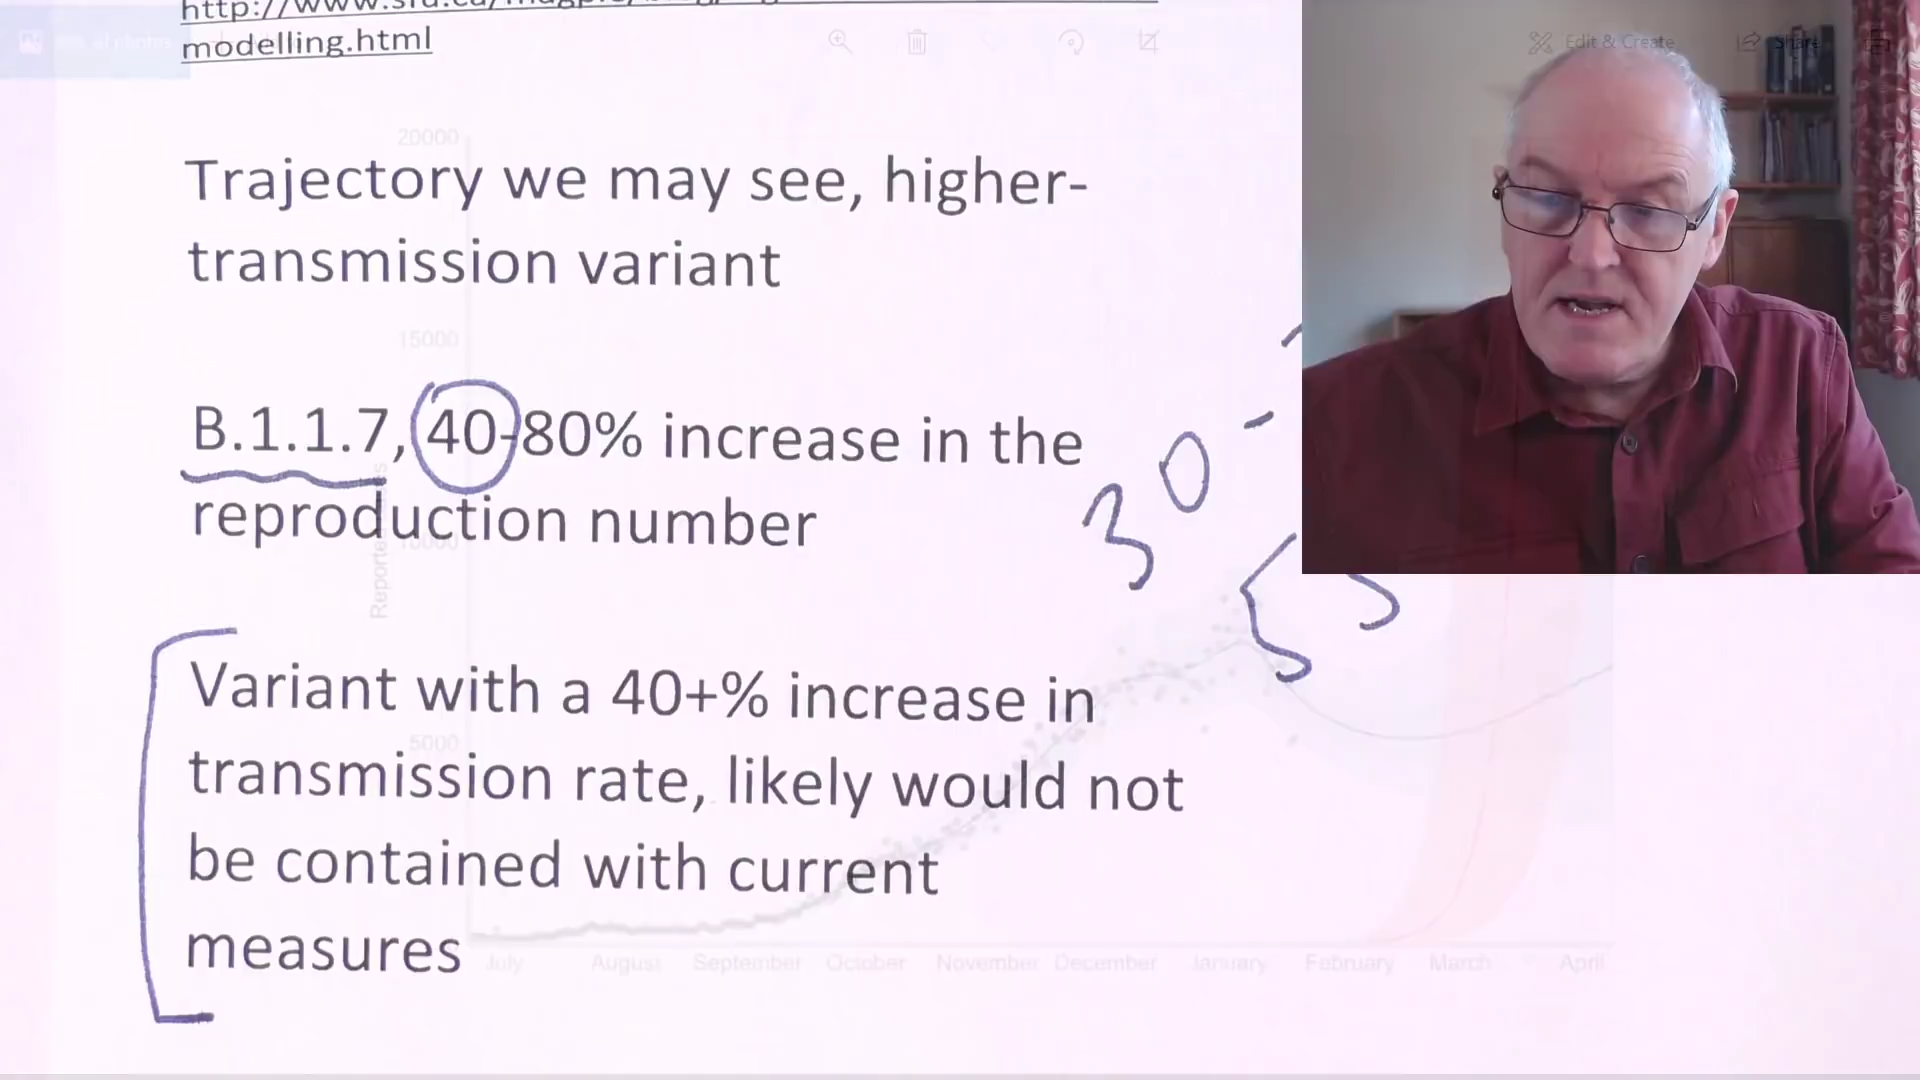 modelling.html
Edit & Create
Share
20000
Trajectory we may see, higher-
transmission variant
15000
B.1.1.7, 40-80% increase in the
reproduction number
30-
10000
Variant with a 40+% increase in
transmission rate, likely would not
5000
be contained with current
measures
July August September October November December January February March April